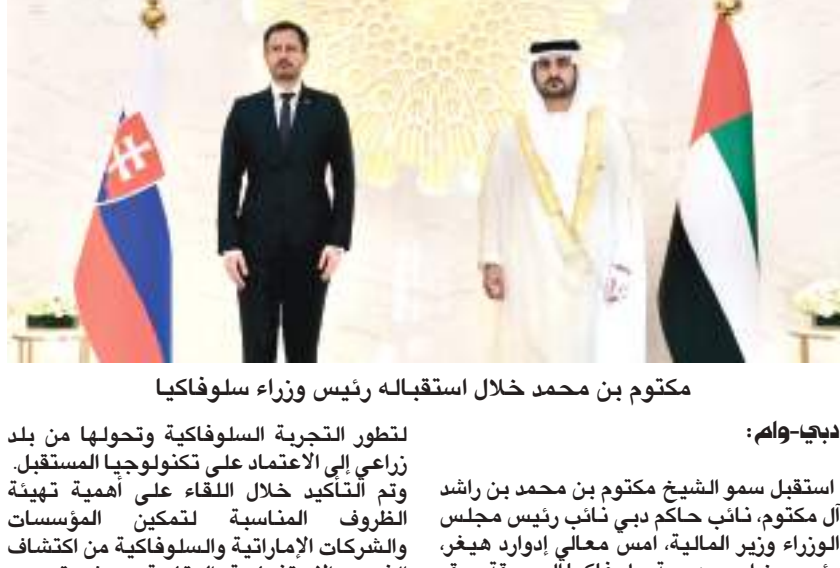 مكتوم بن محمد خلال استقباله رئيس وزراء سلوفاكيا
دبي-وام:
استقبل سمو الشيخ مكتوم بن محمد بن راشد
آل مكتوم، نائب حاكم دبي نائب رئيس مجلس
الوزراء وزير المالية، امس معالي إدوارد هيغر،
لتطور التجربة السلوفاكية وتحولها من بلد
زراعي إلى الاعتماد على تكنولوجيا المستقبل.
وتم التأكيد خلال اللقاء على أهمية تهيئة
الظروف المناسبة لتمكين المؤسسات
والشركات الإماراتية والسلوفاكية من اكتشاف